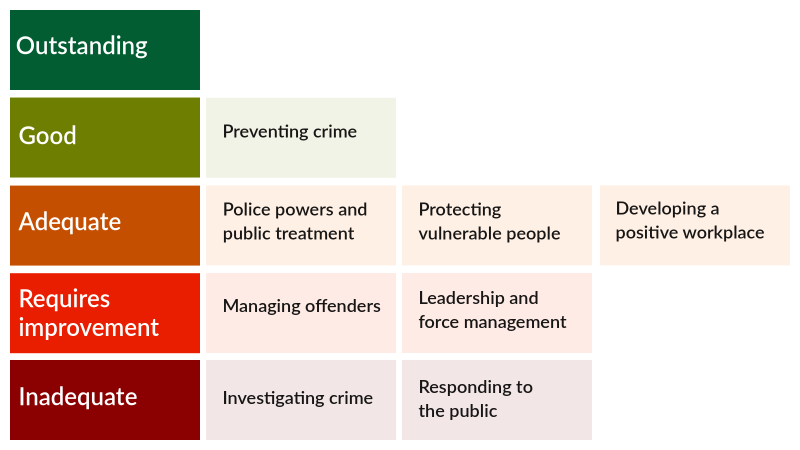 Outstanding
Good
Preventing crime
Adequate
Police powers and
public treatment
Protecting
vulnerable people
Developing a
positive workplace
Requires
improvement
Managing offenders
Leadership and
force management
Inadequate
Investigating crime
Responding to
the public